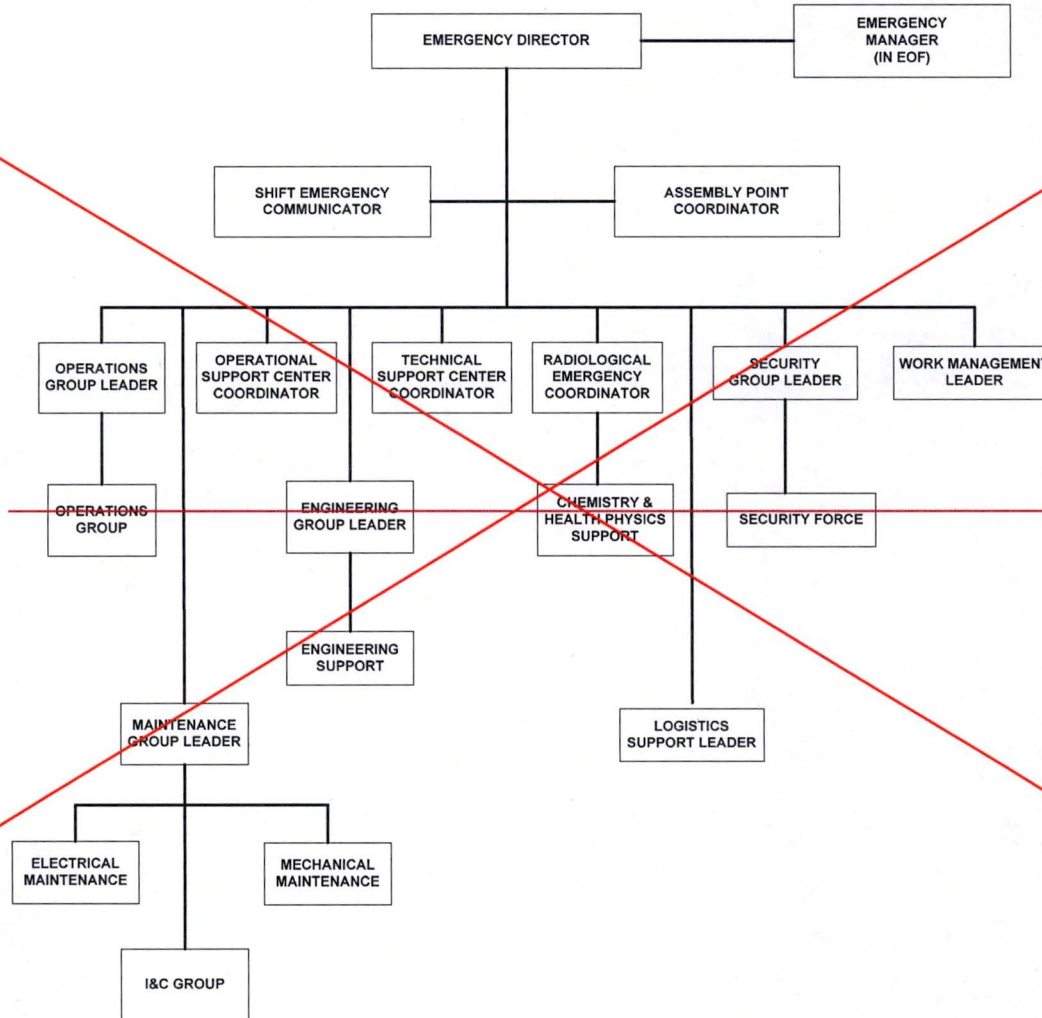 EMERGENCY DIRECTOR
EMERGENCY
MANAGER
(IN EOF)
SHIFT EMERGENCY
COMMUNICATOR
ASSEMBLY POINT
COORDINATOR
OPERATIONS
GROUP LEADER
OPERATIONAL
SUPPORT CENTER
COORDINATOR
TECHNICAL
SUPPORT CENTER
COORDINATOR
RADIOLOGICAL
EMERGENCY
COORDINATOR
SECURITY
GROUP LEADER
WORK MANAGEMENT
LEADER
OPERATIONS
GROUP
ENGINEERING
GROUP LEADER
CHEMISTRY &
HEALTH PHYSICS
SUPPORT
SECURITY FORCE
ENGINEERING
SUPPORT
MAINTENANCE
GROUP LEADER
LOGISTICS
SUPPORT LEADER
ELECTRICAL
MAINTENANCE
MECHANICAL
MAINTENANCE
I&C GROUP